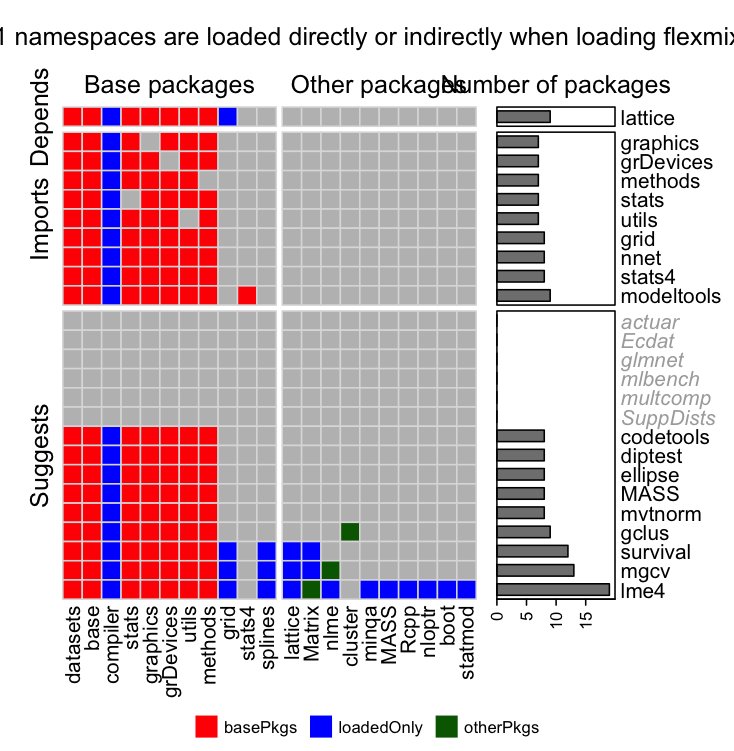 1 namespaces are loaded directly or indirectly when loading flexmix
Base packages
Other packages
Number of packages
Depends
Imports
Suggests
lattice
graphics
grDevices
methods
stats
utils
grid
nnet
stats4
modeltools
actuar
Ecdat
glmnet
mlbench
multcomp
SuppDists
codetools
diptest
ellipse
MASS
mvtnorm
gclus
survival
mgcv
lme4
datasets
base
compiler
stats
graphics
grDevices
utils
methods
grid
stats4
splines
lattice
Matrix
nlme
cluster
minqa
MASS
Rcpp
nloptr
boot
statmod
0
5
10
15
basePkgs
loadedOnly
otherPkgs